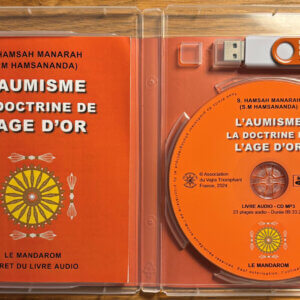 HAMSAH MANARAH
S.M HAMSANANDA)
'AUMISME
DOCTRINE DE
'AGE D'OR
LE MANDAROM
RET DU LIVRE AUDIO
S. HAMSAH MANARAH
(S.M HAMSANANDA)
L'AUMISME
LA DOCTRINE DE
L'AGE D'OR
© Association
du Vajra Triomphant
France, 2024
LIVRE AUDIO - CD MP3
LE MANDAROM